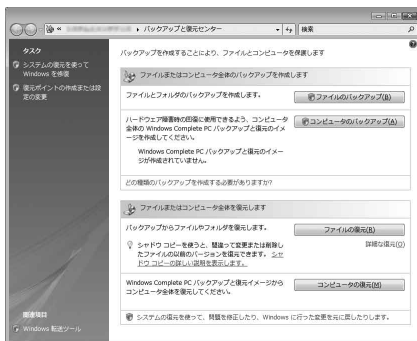 « ▸ バックアップと復元センター
検索
タスク
システムの復元を使って
Windows を修復
復元ポイントの作成または設
定の変更
関連項目
Windows 転送ツール
バックアップを作成することにより、ファイルとコンピュータを保護します
ファイルまたはコンピュータ全体のバックアップを作成します
ファイルとフォルダのバックアップを作成します。
ファイルのバックアップ(B)
ハードウェア障害時の回復に使用できるよう、コンピュータ
全体の Windows Complete PC バックアップと復元のイメ
ージを作成してください。
コンピュータのバックアップ(A)
Windows Complete PC バックアップと復元のイメー
ジが作成されていません。
どの種類のバックアップを作成する必要がありますか?
ファイルまたはコンピュータ全体を復元します
バックアップからファイルやフォルダを復元します。
ファイルの復元(R)
詳細な復元(O)
シャドウ コピーを使うと、間違って変更または削除し
たファイルの以前のバージョンを復元できます。 シャ
ドウ コピーの詳しい説明を表示します。
Windows Complete PC バックアップと復元イメージから
コンピュータ全体を復元してください。
コンピュータの復元(M)
システムの復元を使って、問題を修正したり、Windows に行った変更を元に戻したりします。